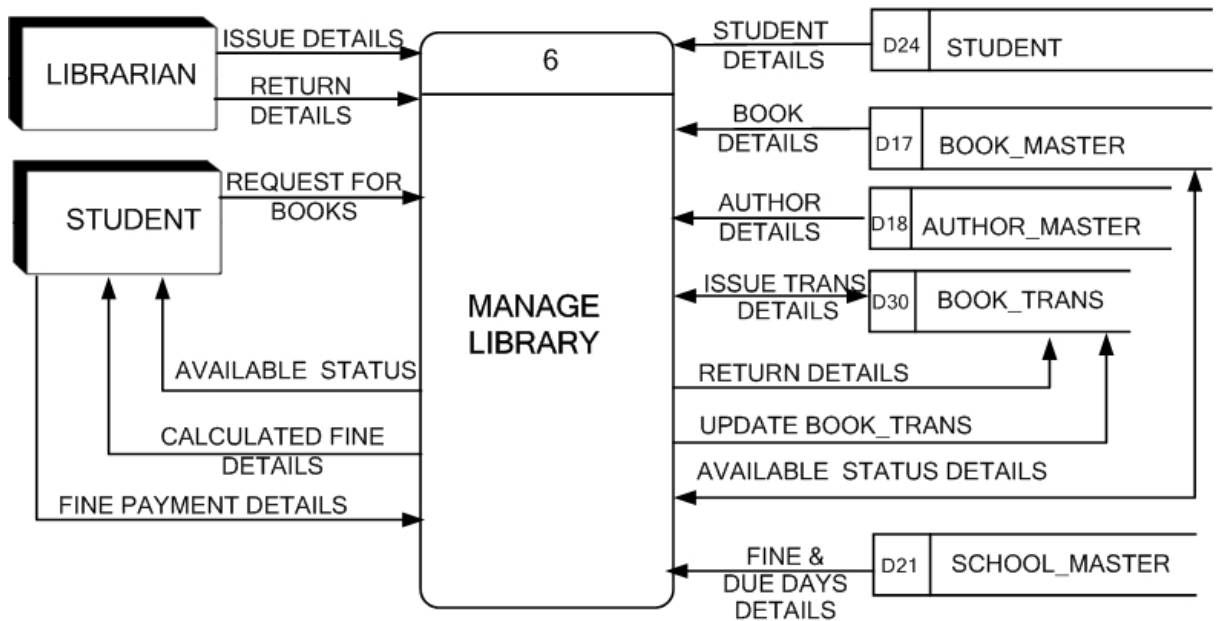 LIBRARIAN
ISSUE DETAILS
RETURN
DETAILS
STUDENT
REQUEST FOR
BOOKS
AVAILABLE STATUS
CALCULATED FINE
DETAILS
FINE PAYMENT DETAILS
6
MANAGE
LIBRARY
STUDENT
DETAILS
D24 STUDENT
BOOK
DETAILS
D17 BOOK_MASTER
AUTHOR
DETAILS
D18 AUTHOR_MASTER
ISSUE TRANS
DETAILS
D30 BOOK_TRANS
RETURN DETAILS
UPDATE BOOK_TRANS
AVAILABLE STATUS DETAILS
FINE &
DUE DAYS
DETAILS
D21 SCHOOL_MASTER